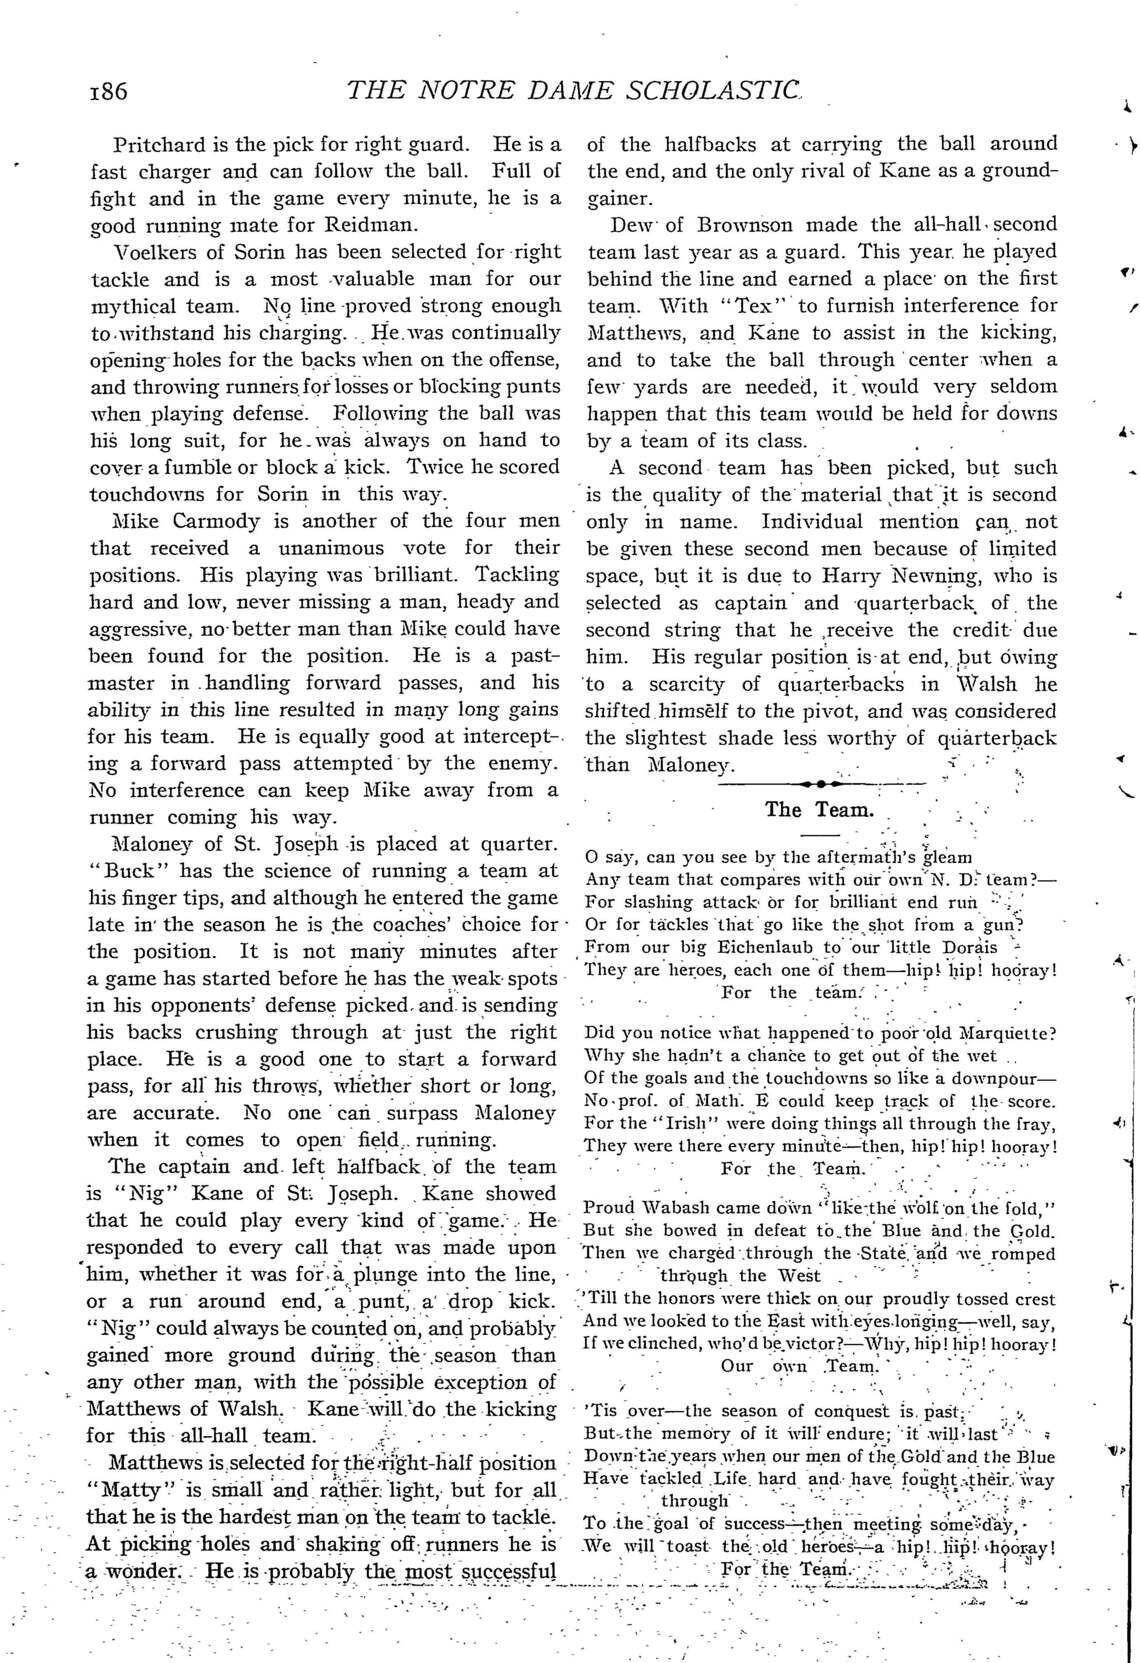 186
THE NOTRE DAME SCHOLASTIC
Pritchard is the pick for right guard. He is a
fast charger and can follow the ball. Full of
fight and in the game every minute, he is a
good running mate for Reidman.
Voelkers of Sorin has been selected for right
tackle and is a most valuable man for our
mythical team. No line proved strong enough
to withstand his charging. He was continually
opening holes for the backs when on the offense,
and throwing runners for losses or blocking punts
when playing defense. Following the ball was
his long suit, for he was always on hand to
cover a fumble or block a kick. Twice he scored
touchdowns for Sorin in this way.
Mike Carmody is another of the four men
that received a unanimous vote for their
positions. His playing was brilliant. Tackling
hard and low, never missing a man, heady and
aggressive, no better man than Mike could have
been found for the position. He is a past-
master in handling forward passes, and his
ability in this line resulted in many long gains
for his team. He is equally good at intercept-
ing a forward pass attempted by the enemy.
No interference can keep Mike away from a
runner coming his way.
Maloney of St. Joseph is placed at quarter.
"Buck" has the science of running a team at
his finger tips, and although he entered the game
late in the season he is the coaches' choice for
the position. It is not many minutes after
a game has started before he has the weak spots
in his opponents' defense picked and is sending
his backs crushing through at just the right
place. He is a good one to start a forward
pass, for all his throws, whether short or long,
are accurate. No one can surpass Maloney
when it comes to open field running.
The captain and left halfback of the team
is "Nig" Kane of St. Joseph. Kane showed
that he could play every kind of game. He
responded to every call that was made upon
him, whether it was for a plunge into the line,
or a run around end, a punt, a drop kick.
"Nig" could always be counted on, and probably
gained more ground during the season than
any other man, with the possible exception of
Matthews of Walsh. Kane will do the kicking
for this all-hall team.
Matthews is selected for the right-half position
"Matty" is small and rather light, but for all
that he is the hardest man on the team to tackle.
At picking holes and shaking off runners he is
a wonder. He is probably the most successful
of the halfbacks at carrying the ball around
the end, and the only rival of Kane as a ground-
gainer.
Dew of Brownson made the all-hall second
team last year as a guard. This year he played
behind the line and earned a place on the first
team. With "Tex" to furnish interference for
Matthews, and Kane to assist in the kicking,
and to take the ball through center when a
few yards are needed, it would very seldom
happen that this team would be held for downs
by a team of its class.
A second team has been picked, but such
is the quality of the material that it is second
only in name. Individual mention can not
be given these second men because of limited
space, but it is due to Harry Newning, who is
selected as captain and quarterback of the
second string that he receive the credit due
him. His regular position is at end, but owing
to a scarcity of quarterbacks in Walsh he
shifted himself to the pivot, and was considered
the slightest shade less worthy of quarterback
than Maloney.
The Team.
O say, can you see by the aftermath's gleam
Any team that compares with our own N. D. team?—
For slashing attack or for brilliant end run
Or for tackles that go like the shot from a gun?
From our big Eichenlaub to our little Dorais
They are heroes, each one of them—hip! hip! hooray!
For the team.
Did you notice what happened to poor old Marquette?
Why she hadn't a chance to get out of the wet
Of the goals and the touchdowns so like a downpour—
No prof. of Math. E could keep track of the score.
For the "Irish" were doing things all through the fray,
They were there every minute—then, hip! hip! hooray!
For the Team.
Proud Wabash came down "like the wolf on the fold,"
But she bowed in defeat to the Blue and the Gold.
Then we charged through the State and we romped
through the West
'Till the honors were thick on our proudly tossed crest
And we looked to the East with eyes longing—well, say,
If we clinched, who'd be victor?—Why, hip! hip! hooray!
Our own Team.
'Tis over—the season of conquest is past;
But the memory of it will endure; it will last
Down the years when our men of the Gold and the Blue
Have tackled Life hard and have fought their way
through
To the goal of success—then meeting some day,
We will toast the old heroes—a hip! hip! hooray!
For the Team.